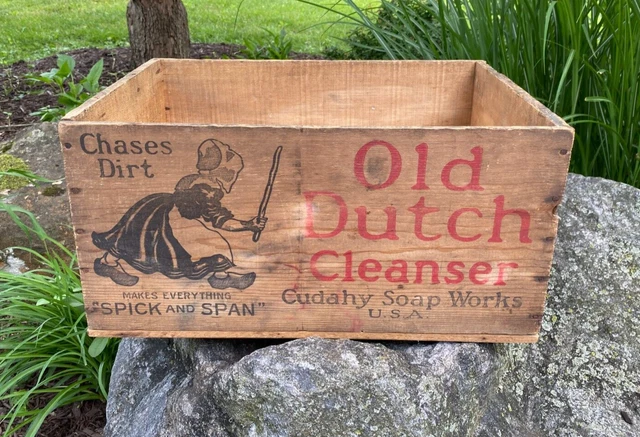 Chases
Dirt
MAKES EVERYTHING
"SPICK AND SPAN"
Old
Dutch
Cleanser
Cudahy Soap Works
U.S.A.